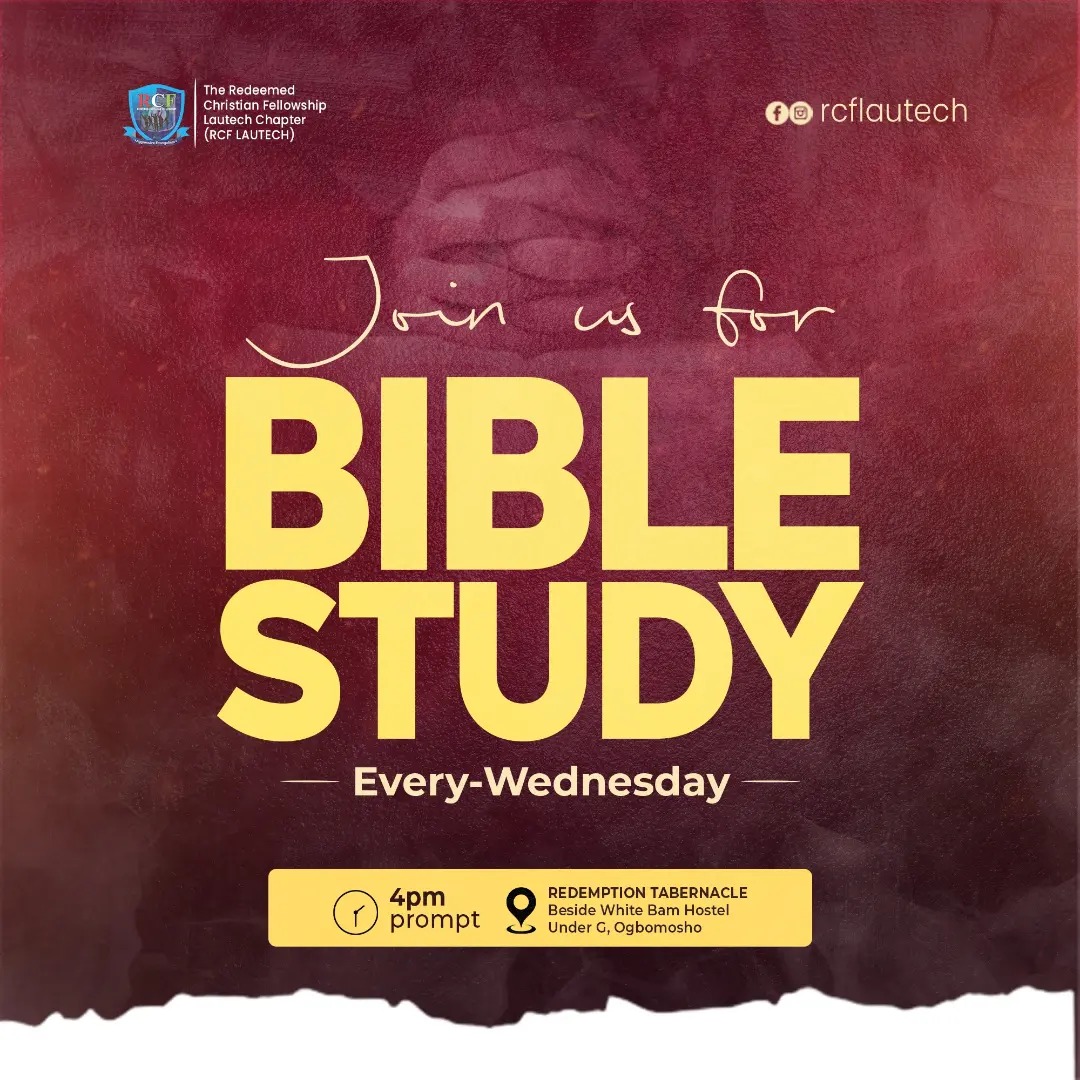 RCF
The Redeemed
Christian Fellowship
Lautech Chapter
(RCF LAUTECH)
rcflautech
Join us for
BIBLE
STUDY
Every-Wednesday
4pm
prompt
REDEMPTION TABERNACLE
Beside White Bam Hostel
Under G, Ogbomosho